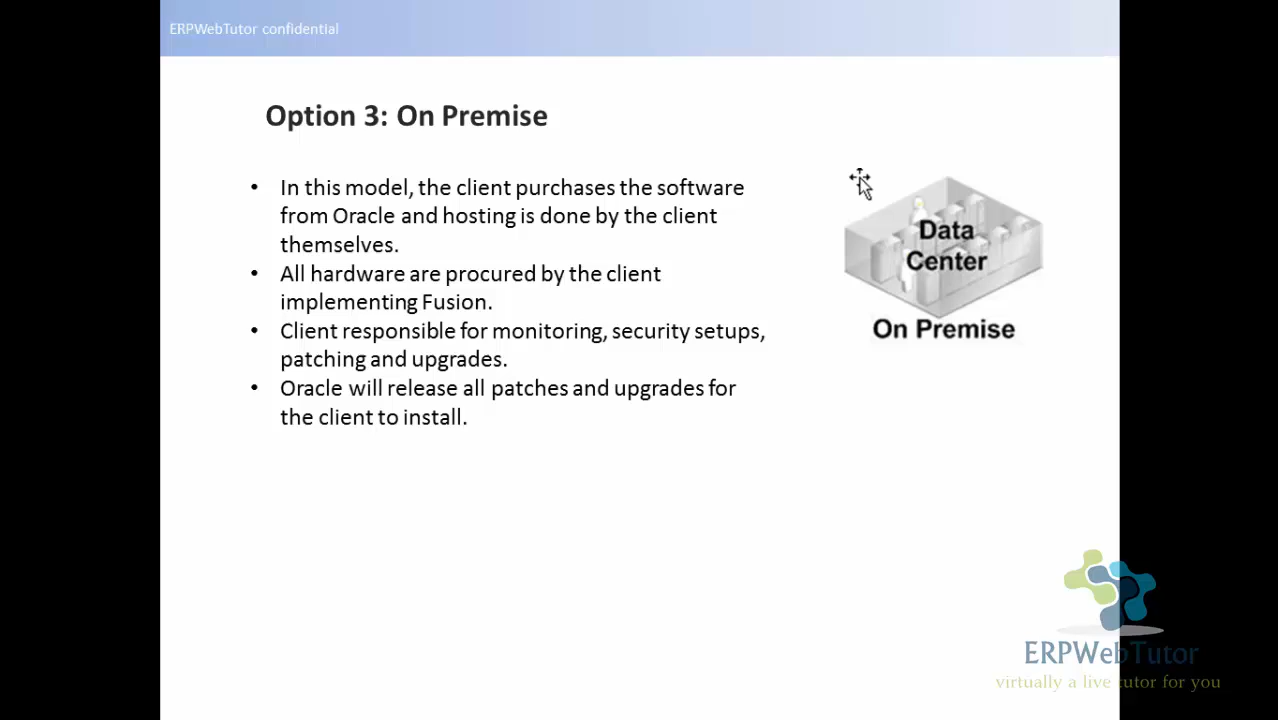 ERPWebTutor confidential
Option 3: On Premise
• In this model, the client purchases the software
from Oracle and hosting is done by the client
themselves.
• All hardware are procured by the client
implementing Fusion.
• Client responsible for monitoring, security setups,
patching and upgrades.
• Oracle will release all patches and upgrades for
the client to install.
Data
Center
On Premise
ERPWebTutor
virtually a live tutor for you